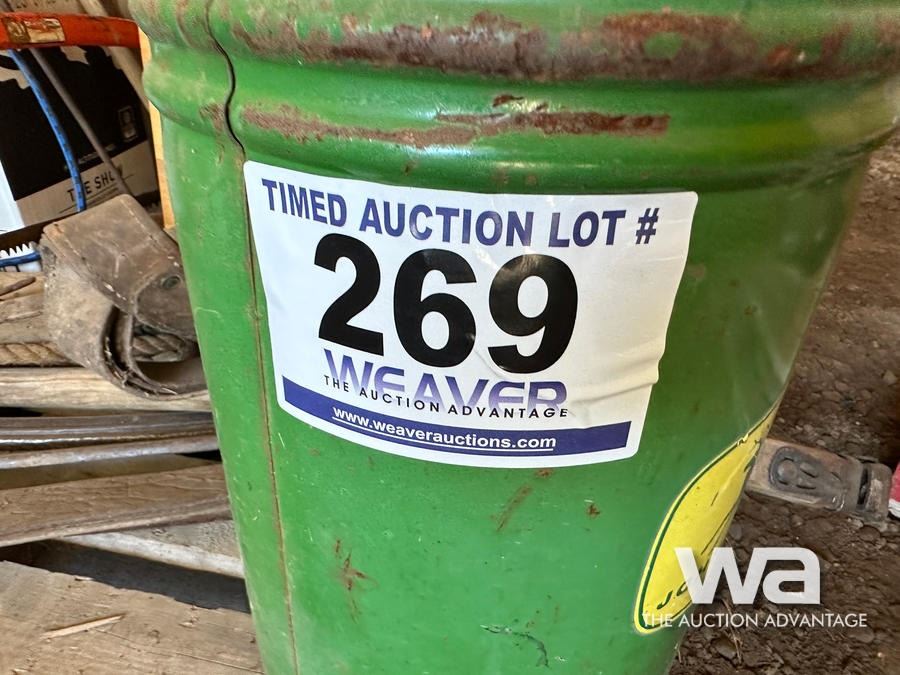 TIMED AUCTION LOT #
269
WEAVER
THE AUCTION ADVANTAGE
www.weaverauctions.com
wa
THE AUCTION ADVANTAGE